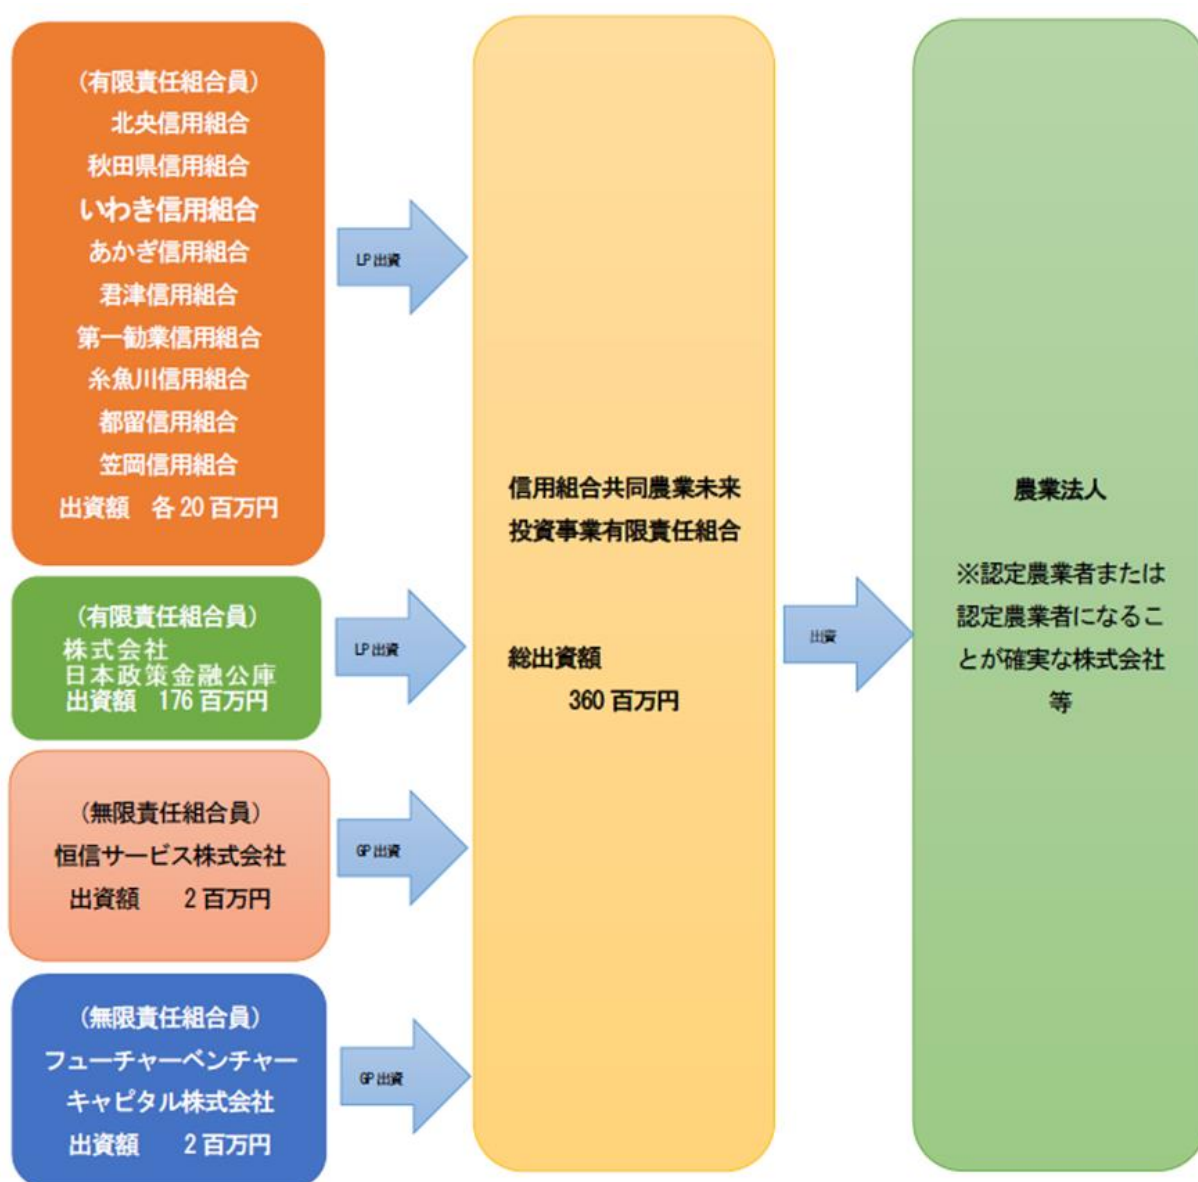 （有限責任組合員）
北央信用組合
秋田県信用組合
いわき信用組合
あかぎ信用組合
君津信用組合
第一勧業信用組合
糸魚川信用組合
都留信用組合
笠岡信用組合
出資額　各20百万円
LP出資
（有限責任組合員）
株式会社
日本政策金融公庫
出資額　176百万円
LP出資
（無限責任組合員）
恒信サービス株式会社
出資額　　2百万円
GP出資
（無限責任組合員）
フューチャーベンチャー
キャピタル株式会社
出資額　　2百万円
GP出資
信用組合共同農業未来
投資事業有限責任組合
総出資額
360百万円
出資
農業法人
※認定農業者または
認定農業者になるこ
とが確実な株式会社
等